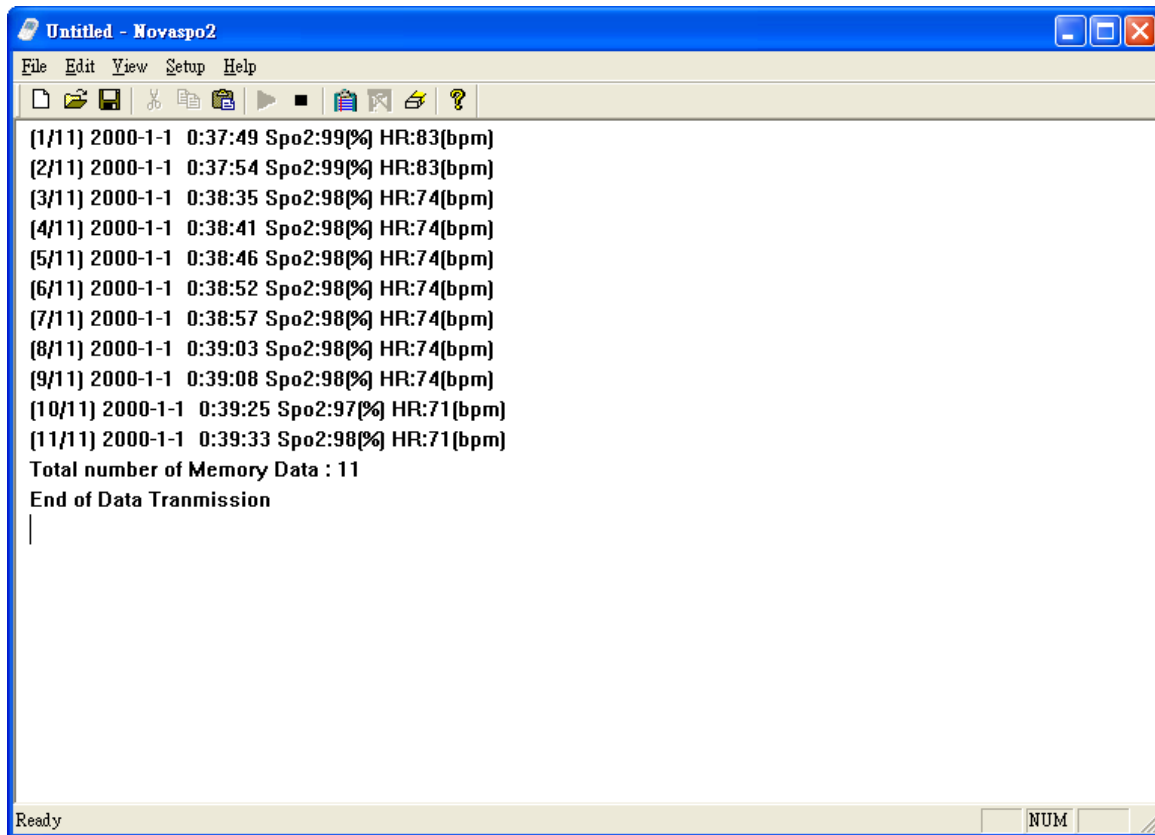 Untitled - Novaspo2
File Edit View Setup Help
(1/11) 2000-1-1 0:37:49 Spo2:99(%) HR:83(bpm)
(2/11) 2000-1-1 0:37:54 Spo2:99(%) HR:83(bpm)
(3/11) 2000-1-1 0:38:35 Spo2:98(%) HR:74(bpm)
(4/11) 2000-1-1 0:38:41 Spo2:98(%) HR:74(bpm)
(5/11) 2000-1-1 0:38:46 Spo2:98(%) HR:74(bpm)
(6/11) 2000-1-1 0:38:52 Spo2:98(%) HR:74(bpm)
(7/11) 2000-1-1 0:38:57 Spo2:98(%) HR:74(bpm)
(8/11) 2000-1-1 0:39:03 Spo2:98(%) HR:74(bpm)
(9/11) 2000-1-1 0:39:08 Spo2:98(%) HR:74(bpm)
(10/11) 2000-1-1 0:39:25 Spo2:97(%) HR:71(bpm)
(11/11) 2000-1-1 0:39:33 Spo2:98(%) HR:71(bpm)
Total number of Memory Data : 11
End of Data Tranmission
Ready NUM